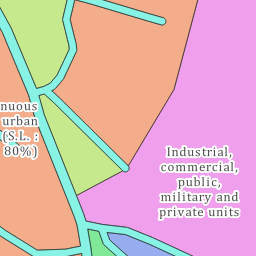 nuous
urban
(S.L. :
80%)
Industrial,
commercial,
public,
military and
private units